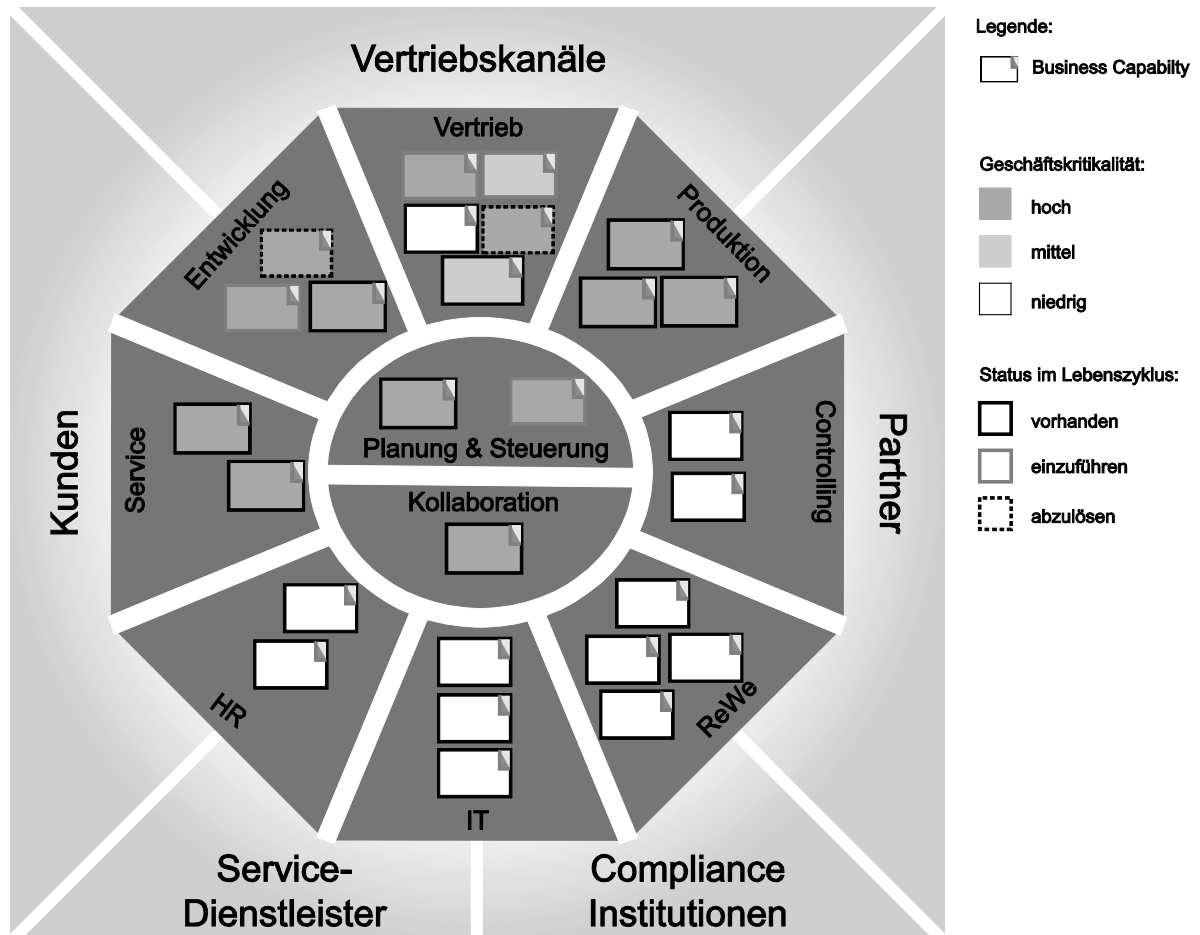 Vertriebskanäle
Vertrieb
Entwicklung
Produktion
Kunden
Service
Planung & Steuerung
Kollaboration
Controlling
Partner
HR
IT
ReWe
Service-
Dienstleister
Compliance
Institutionen
Legende:
Business Capabilty
Geschäftskritikalität:
hoch
mittel
niedrig
Status im Lebenszyklus:
vorhanden
einzuführen
abzulösen